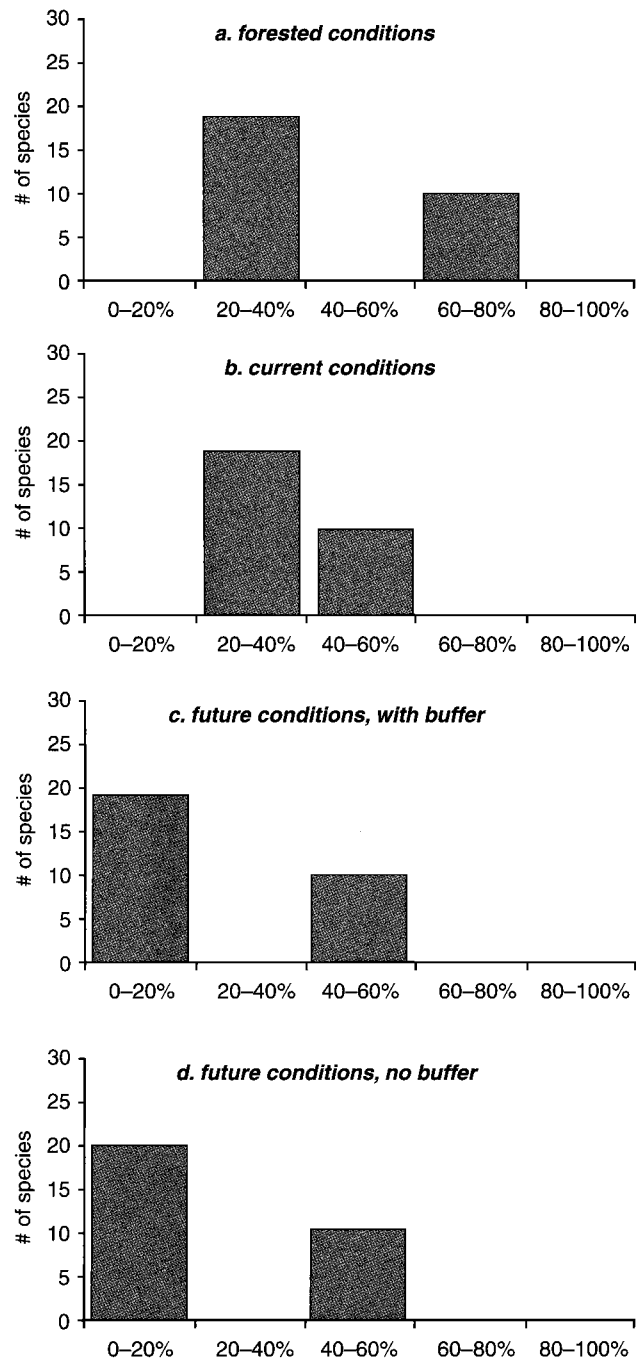 a. forested conditions
30
25
20
15
10
5
0
# of species
0–20% 20–40% 40–60% 60–80% 80–100%
b. current conditions
30
25
20
15
10
5
0
# of species
0–20% 20–40% 40–60% 60–80% 80–100%
c. future conditions, with buffer
30
25
20
15
10
5
0
# of species
0–20% 20–40% 40–60% 60–80% 80–100%
d. future conditions, no buffer
30
25
20
15
10
5
0
# of species
0–20% 20–40% 40–60% 60–80% 80–100%